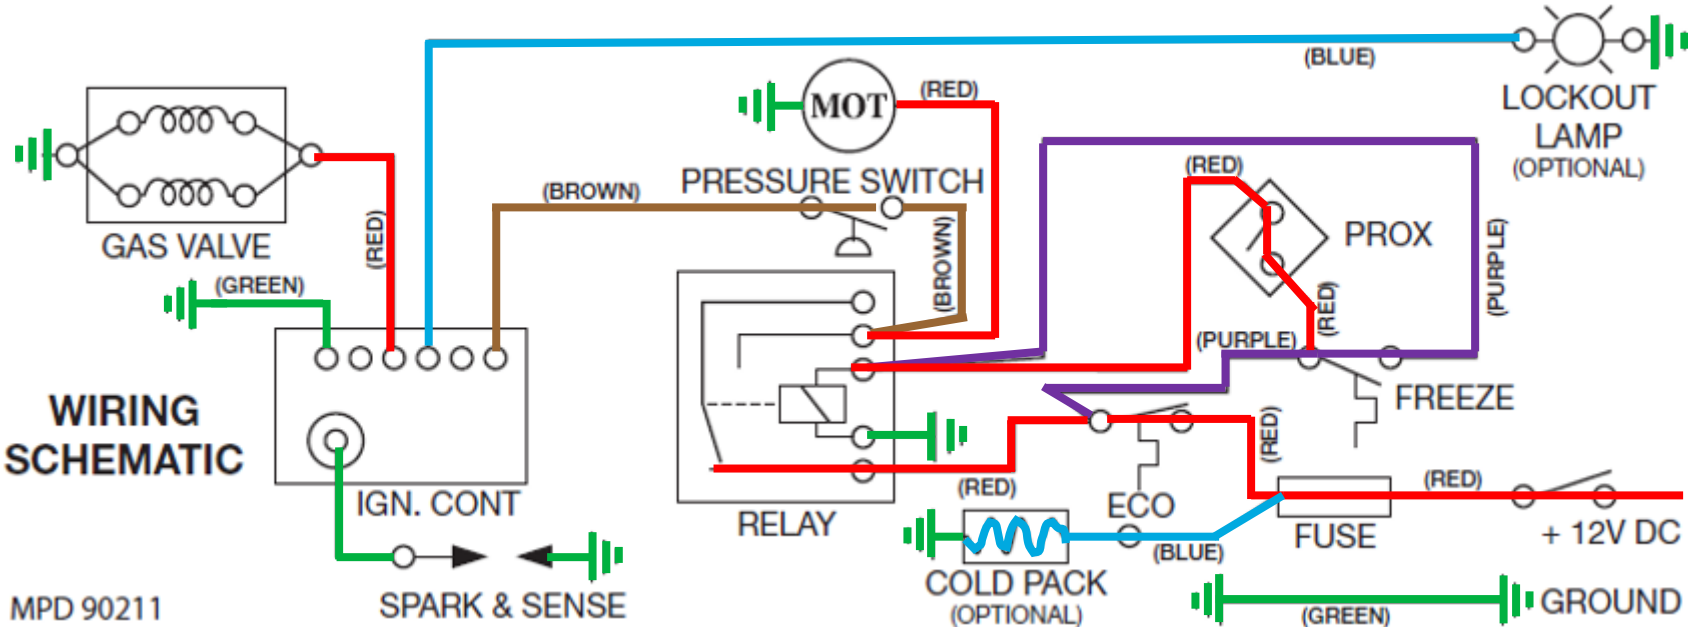 (BLUE)
LOCKOUT
LAMP
(OPTIONAL)
MOT
(RED)
PRESSURE SWITCH
(BROWN)
(BROWN)
GAS VALVE
(RED)
(GREEN)
(RED)
PROX
(RED)
(PURPLE)
(PURPLE)
FREEZE
WIRING
SCHEMATIC
IGN. CONT
RELAY
(RED)
ECO
(RED)
(RED)
FUSE
+ 12V DC
(BLUE)
COLD PACK
(OPTIONAL)
SPARK & SENSE
MPD 90211
(GREEN)
GROUND